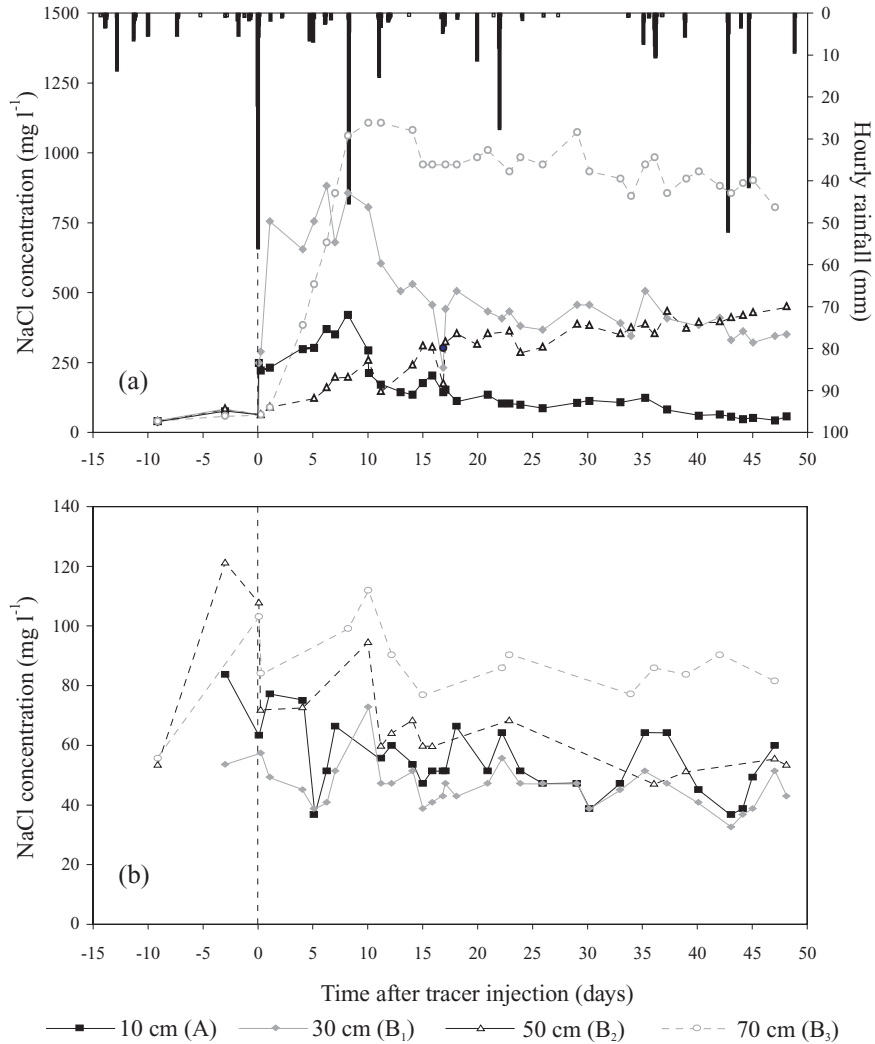 1500
1250
1000
750
500
250
0
NaCl concentration (mg l⁻¹)
0
10
20
30
40
50
60
70
80
90
100
Hourly rainfall (mm)
(a)
-15 -10 -5 0 5 10 15 20 25 30 35 40 45 50
140
120
100
80
60
40
20
0
NaCl concentration (mg l⁻¹)
(b)
-15 -10 -5 0 5 10 15 20 25 30 35 40 45 50
Time after tracer injection (days)
10 cm (A) 30 cm (B₁) 50 cm (B₂) 70 cm (B₃)